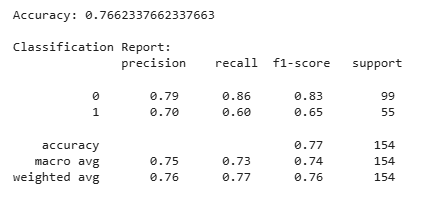 Accuracy: 0.7662337662337663
Classification Report:
precision recall f1-score support
0 0.79 0.86 0.83 99
1 0.70 0.60 0.65 55
accuracy 0.77 154
macro avg 0.75 0.73 0.74 154
weighted avg 0.76 0.77 0.76 154